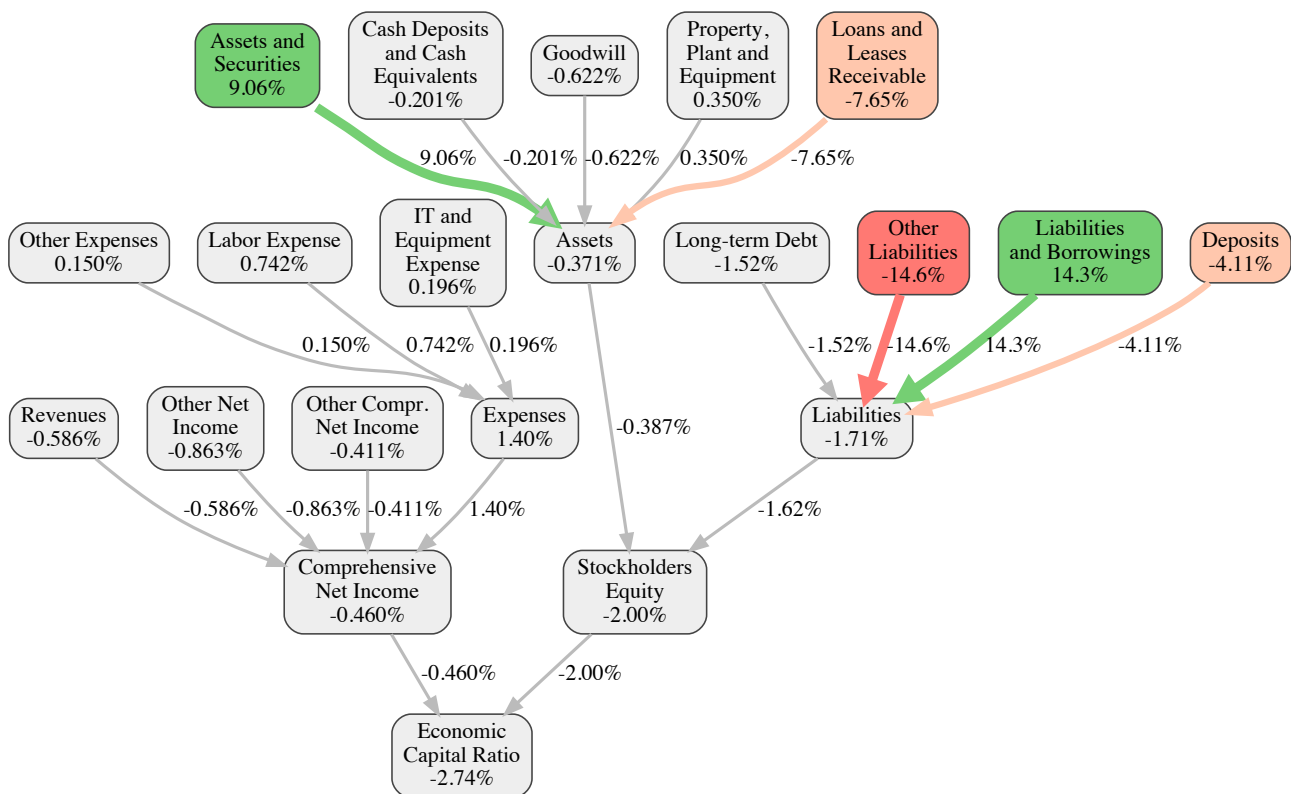 Assets and
Securities
9.06%
Cash Deposits
and Cash
Equivalents
-0.201%
Goodwill
-0.622%
Property,
Plant and
Equipment
0.350%
Loans and
Leases
Receivable
-7.65%
9.06%
-0.201%
-0.622%
0.350%
-7.65%
Other Expenses
0.150%
Labor Expense
0.742%
IT and
Equipment
Expense
0.196%
Assets
-0.371%
Long-term Debt
-1.52%
Other
Liabilities
-14.6%
Liabilities
and Borrowings
14.3%
Deposits
-4.11%
0.150%
0.742%
0.196%
-1.52%
-14.6%
14.3%
-4.11%
Revenues
-0.586%
Other Net
Income
-0.863%
Other Compr.
Net Income
-0.411%
Expenses
1.40%
-0.387%
Liabilities
-1.71%
-0.586%
-0.863%
-0.411%
1.40%
-1.62%
Comprehensive
Net Income
-0.460%
Stockholders
Equity
-2.00%
-0.460%
-2.00%
Economic
Capital Ratio
-2.74%